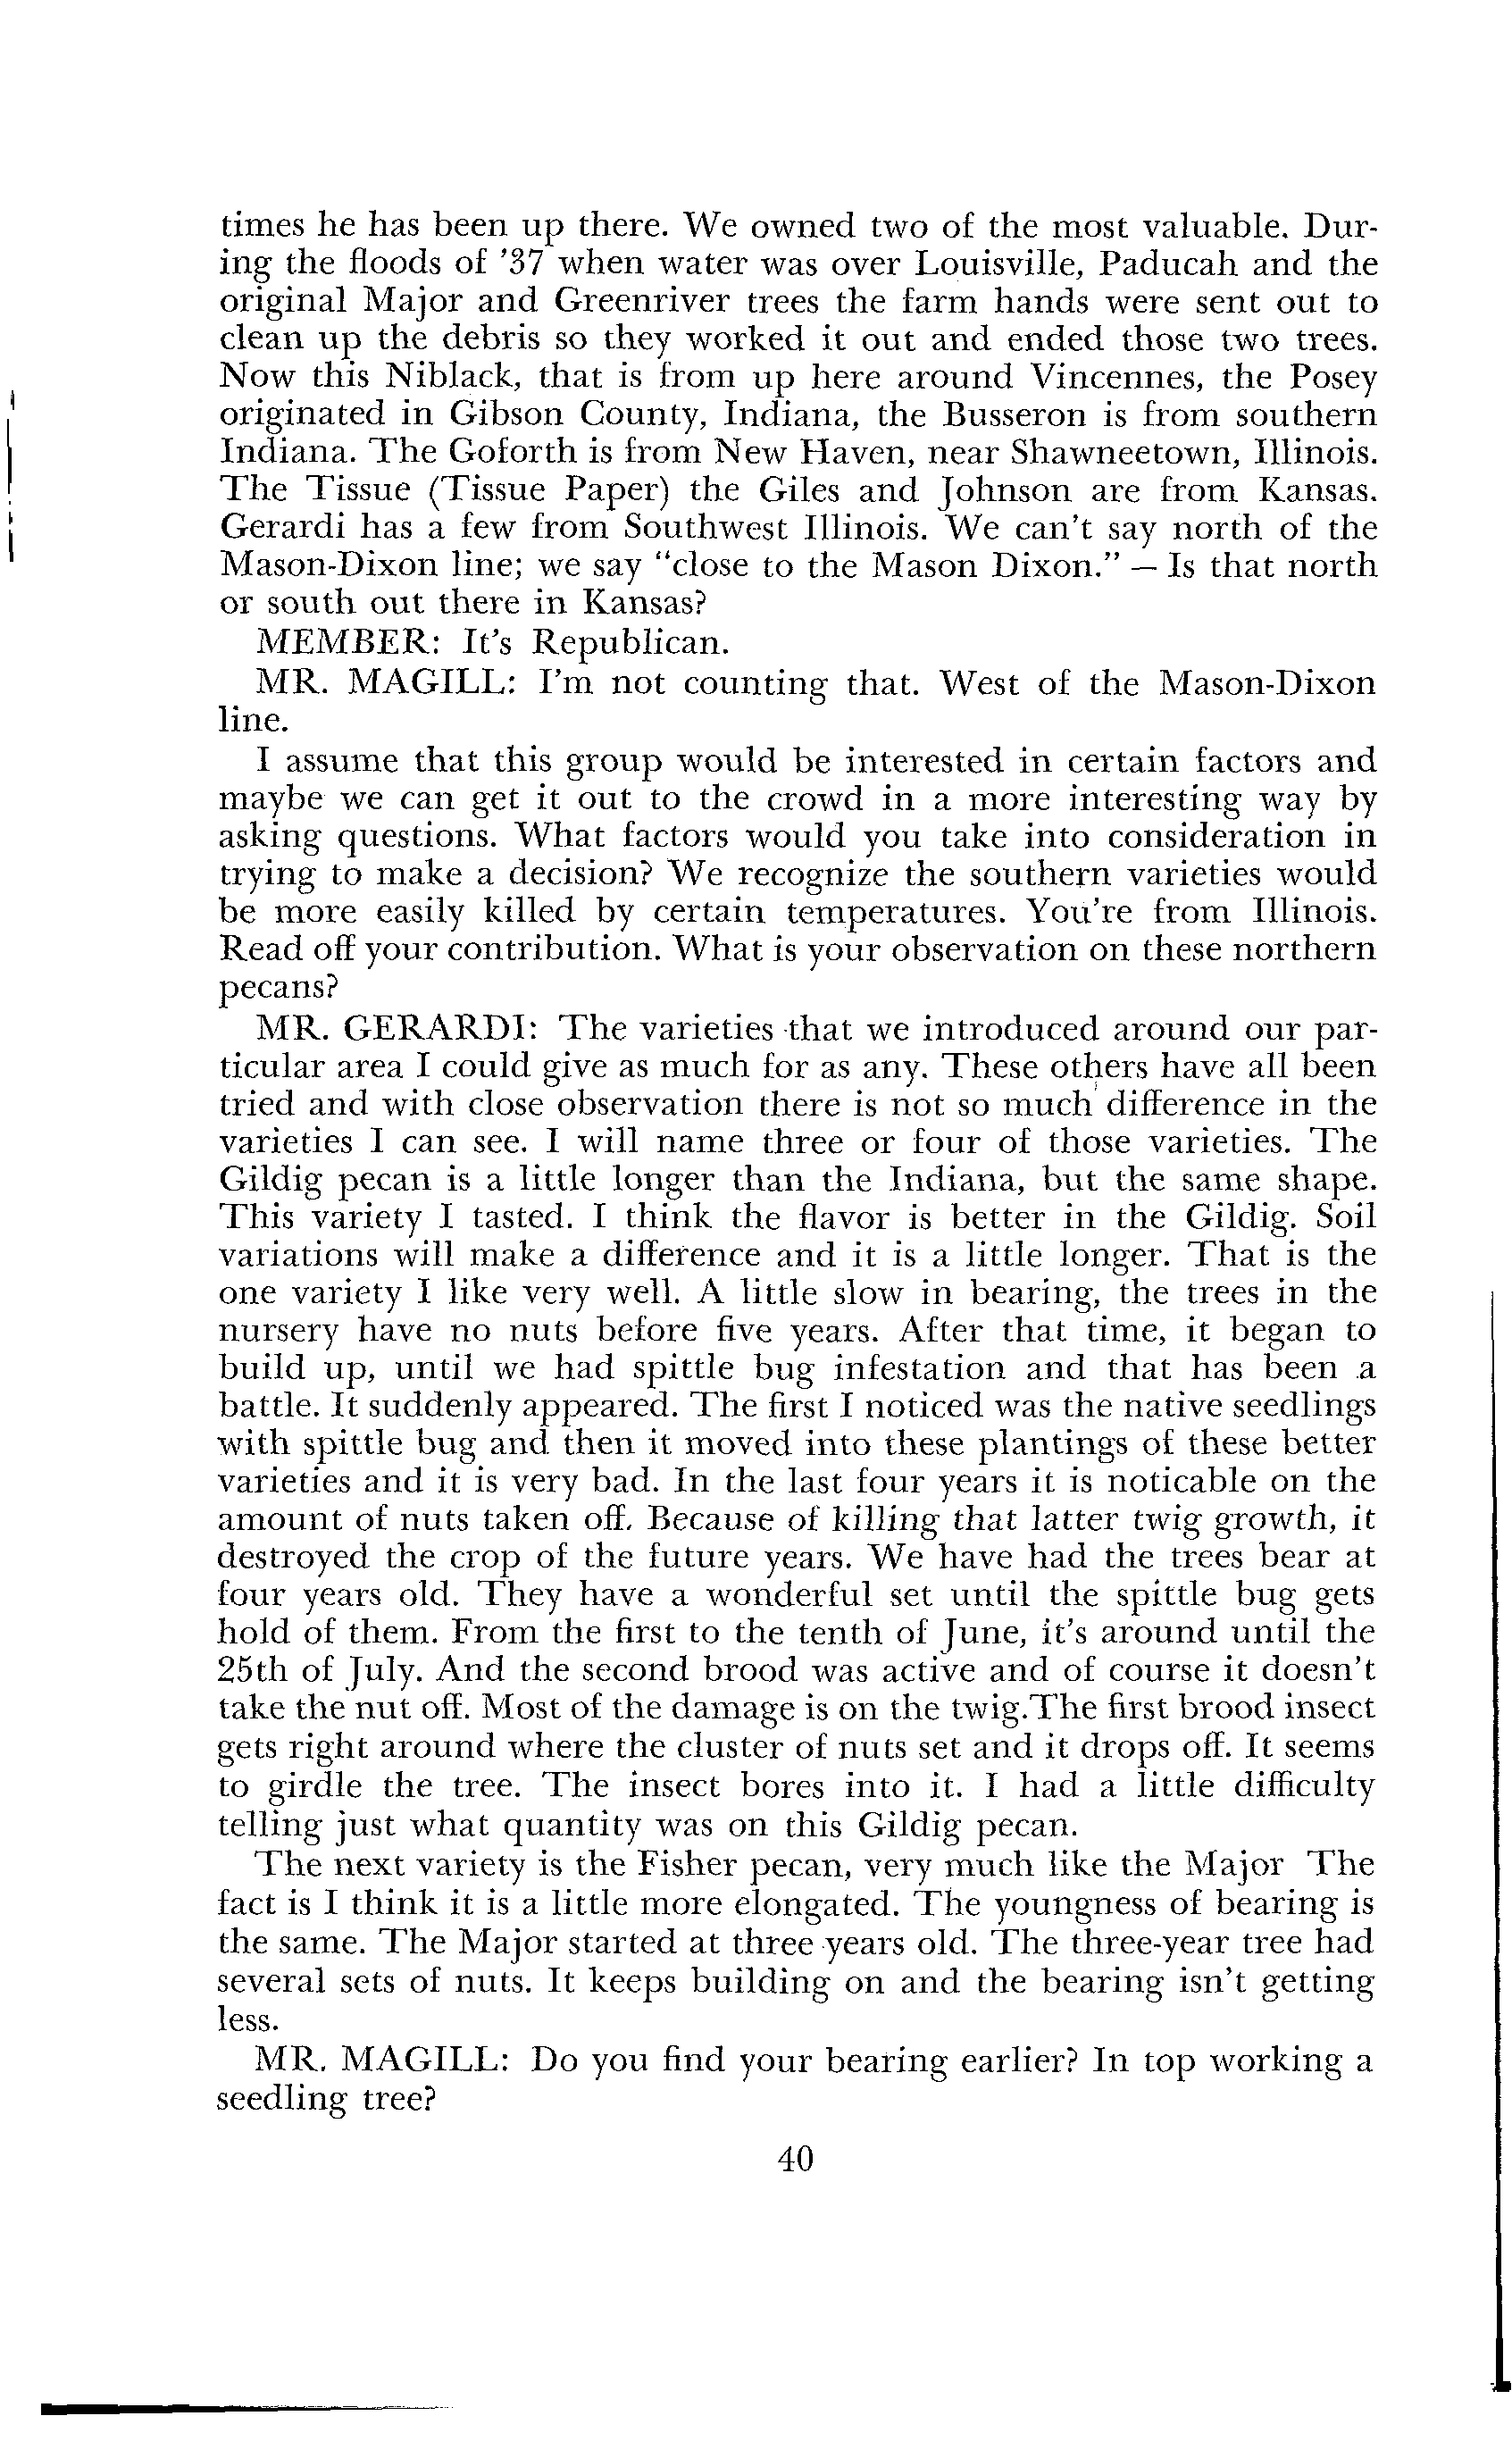 times he has been up there. We owned two of the most valuable. Dur-
ing the floods of '37 when water was over Louisville, Paducah and the
original Major and Greenriver trees the farm hands were sent out to
clean up the debris so they worked it out and ended those two trees.
Now this Niblack, that is from up here around Vincennes, the Posey
originated in Gibson County, Indiana, the Busseron is from southern
Indiana. The Goforth is from New Haven, near Shawneetown, Illinois.
The Tissue (Tissue Paper) the Giles and Johnson are from Kansas.
Gerardi has a few from Southwest Illinois. We can't say north of the
Mason-Dixon line; we say "close to the Mason Dixon." — Is that north
or south out there in Kansas?
MEMBER: It's Republican.
MR. MAGILL: I'm not counting that. West of the Mason-Dixon
line.
I assume that this group would be interested in certain factors and
maybe we can get it out to the crowd in a more interesting way by
asking questions. What factors would you take into consideration in
trying to make a decision? We recognize the southern varieties would
be more easily killed by certain temperatures. You're from Illinois.
Read off your contribution. What is your observation on these northern
pecans?
MR. GERARDI: The varieties that we introduced around our par-
ticular area I could give as much for as any. These others have all been
tried and with close observation there is not so much difference in the
varieties I can see. I will name three or four of those varieties. The
Gildig pecan is a little longer than the Indiana, but the same shape.
This variety I tasted. I think the flavor is better in the Gildig. Soil
variations will make a difference and it is a little longer. That is the
one variety I like very well. A little slow in bearing, the trees in the
nursery have no nuts before five years. After that time, it began to
build up, until we had spittle bug infestation and that has been a
battle. It suddenly appeared. The first I noticed was the native seedlings
with spittle bug and then it moved into these plantings of these better
varieties and it is very bad. In the last four years it is noticable on the
amount of nuts taken off. Because of killing that latter twig growth, it
destroyed the crop of the future years. We have had the trees bear at
four years old. They have a wonderful set until the spittle bug gets
hold of them. From the first to the tenth of June, it's around until the
25th of July. And the second brood was active and of course it doesn't
take the nut off. Most of the damage is on the twig.The first brood insect
gets right around where the cluster of nuts set and it drops off. It seems
to girdle the tree. The insect bores into it. I had a little difficulty
telling just what quantity was on this Gildig pecan.
The next variety is the Fisher pecan, very much like the Major The
fact is I think it is a little more elongated. The youngness of bearing is
the same. The Major started at three years old. The three-year tree had
several sets of nuts. It keeps building on and the bearing isn't getting
less.
MR. MAGILL: Do you find your bearing earlier? In top working a
seedling tree?
40